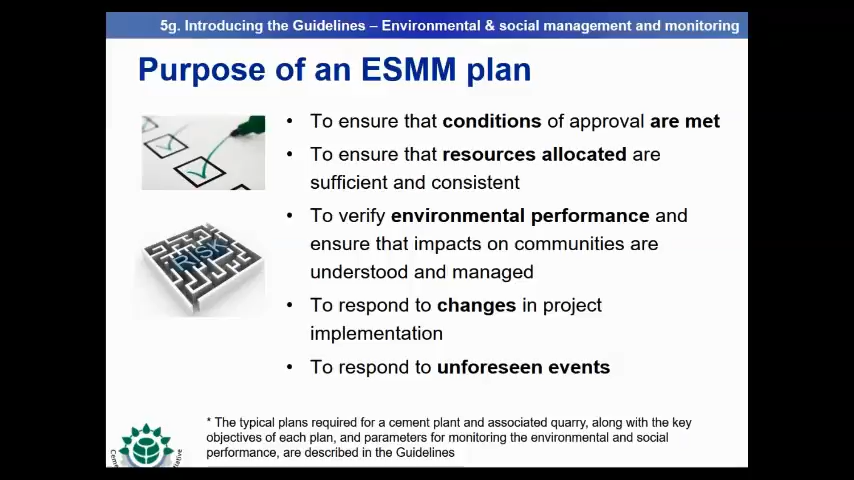 5g. Introducing the Guidelines – Environmental & social management and monitoring
Purpose of an ESMM plan
• To ensure that conditions of approval are met
• To ensure that resources allocated are
sufficient and consistent
• To verify environmental performance and
ensure that impacts on communities are
understood and managed
• To respond to changes in project
implementation
• To respond to unforeseen events
RISK
* The typical plans required for a cement plant and associated quarry, along with the key
objectives of each plan, and parameters for monitoring the environmental and social
performance, are described in the Guidelines